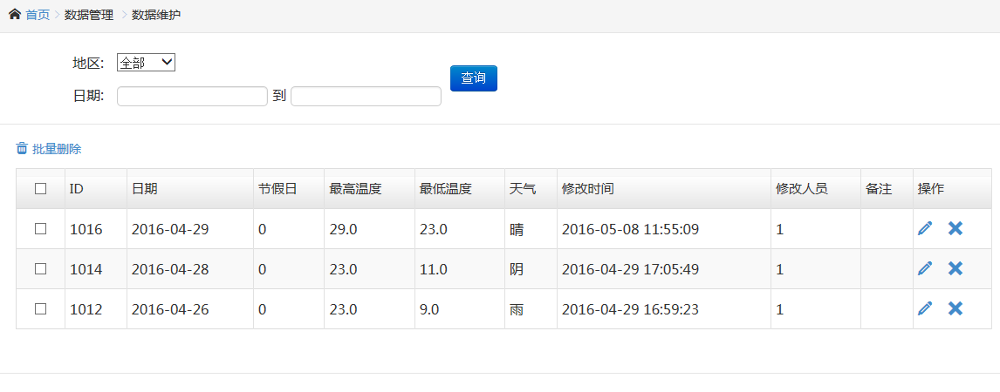 首页 数据管理 数据维护
地区: 全部
查询
日期: 到
批量删除
ID 日期 节假日 最高温度 最低温度 天气 修改时间 修改人员 备注 操作
1016 2016-04-29 0 29.0 23.0 晴 2016-05-08 11:55:09 1
1014 2016-04-28 0 23.0 11.0 阴 2016-04-29 17:05:49 1
1012 2016-04-26 0 23.0 9.0 雨 2016-04-29 16:59:23 1